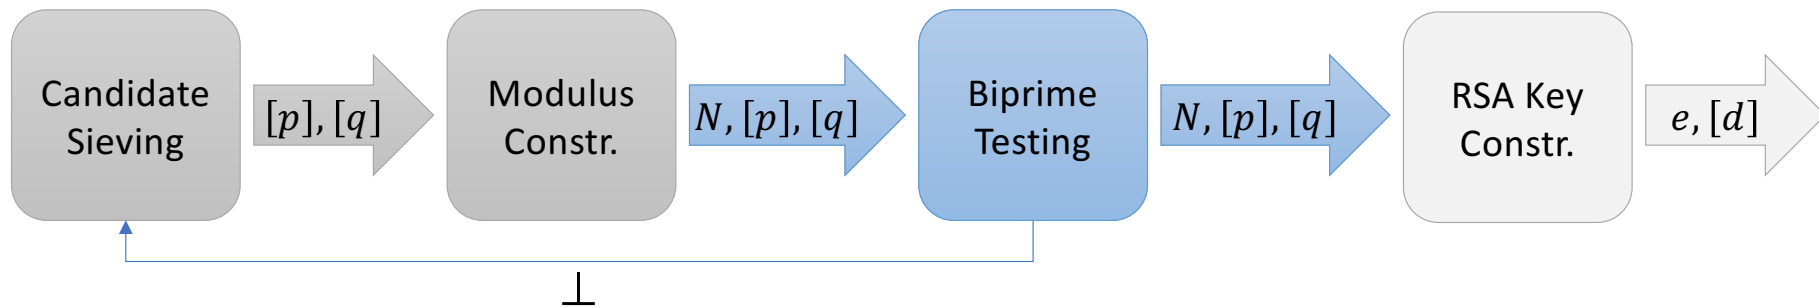 Candidate
Sieving
[p], [q]
Modulus
Constr.
N, [p], [q]
Biprime
Testing
N, [p], [q]
RSA Key
Constr.
e, [d]
⊥